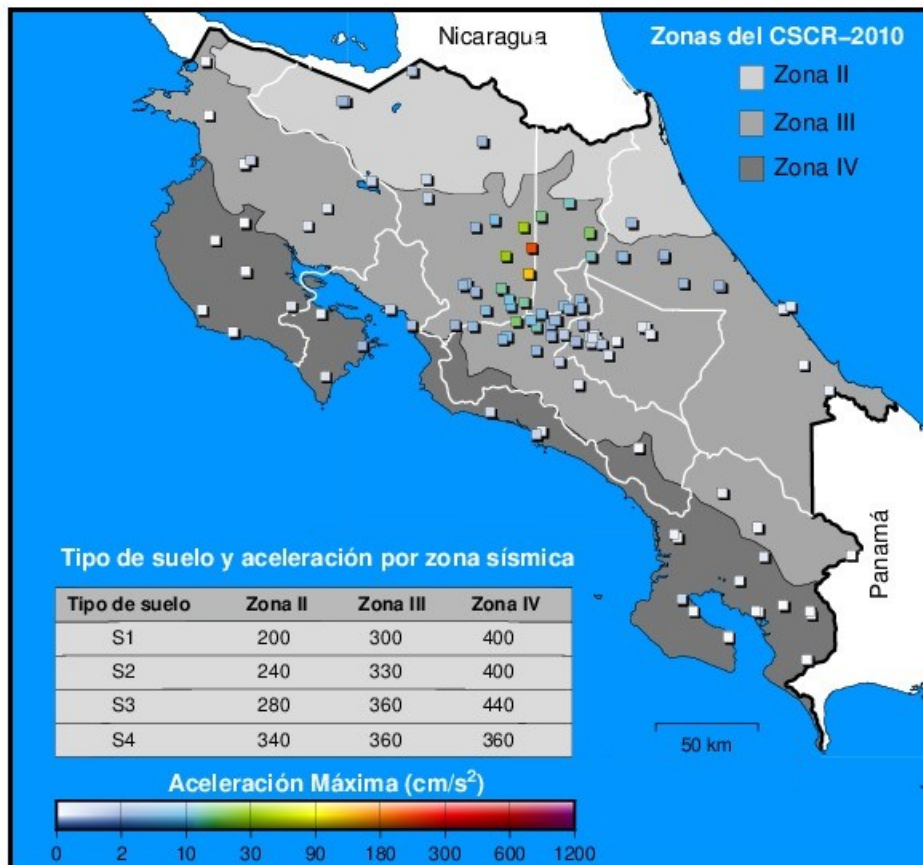 Nicaragua
Zonas del CSCR–2010
Zona II
Zona III
Zona IV
Panamá
Tipo de suelo y aceleración por zona sísmica
Tipo de suelo Zona II Zona III Zona IV
S1 200 300 400
S2 240 330 400
S3 280 360 440
S4 340 360 360
50 km
Aceleración Máxima (cm/s²)
0 2 10 30 90 180 300 600 1200